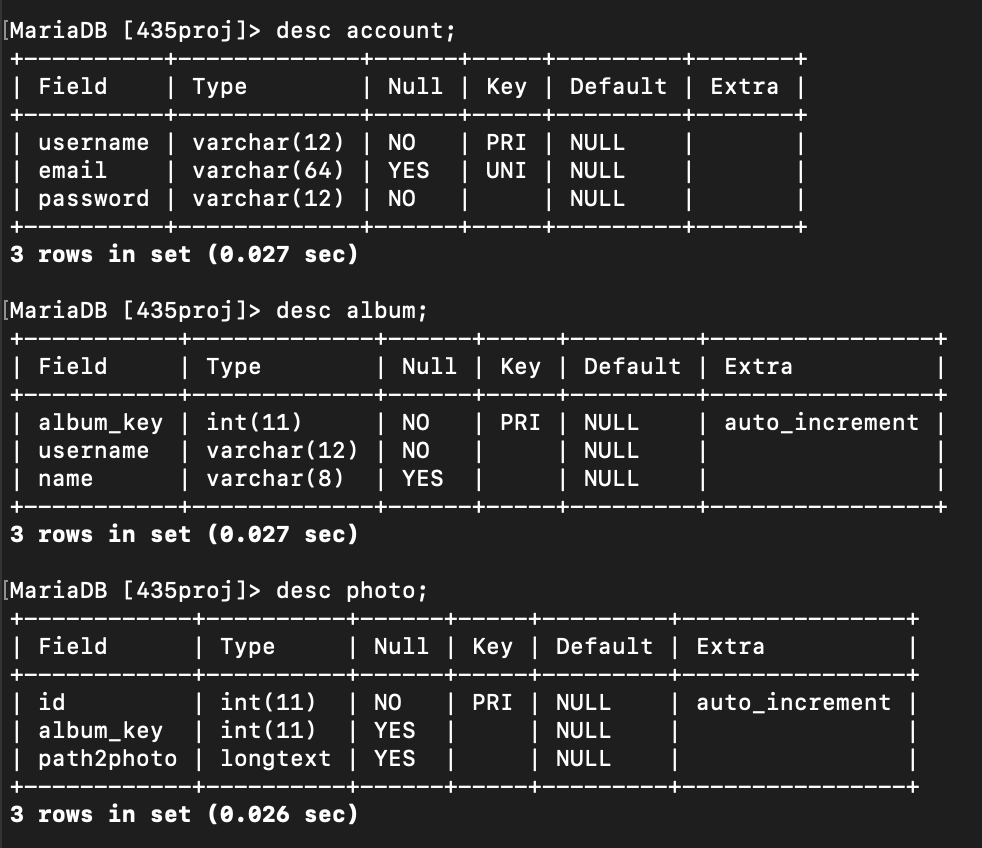 [MariaDB [435proj]> desc account;
+----------+-------------+------+-----+---------+-------+
| Field    | Type        | Null | Key | Default | Extra |
+----------+-------------+------+-----+---------+-------+
| username | varchar(12) | NO   | PRI | NULL    |       |
| email    | varchar(64) | YES  | UNI | NULL    |       |
| password | varchar(12) | NO   |     | NULL    |       |
+----------+-------------+------+-----+---------+-------+
3 rows in set (0.027 sec)

[MariaDB [435proj]> desc album;
+-----------+-------------+------+-----+---------+----------------+
| Field     | Type        | Null | Key | Default | Extra          |
+-----------+-------------+------+-----+---------+----------------+
| album_key | int(11)     | NO   | PRI | NULL    | auto_increment |
| username  | varchar(12) | NO   |     | NULL    |                |
| name      | varchar(8)  | YES  |     | NULL    |                |
+-----------+-------------+------+-----+---------+----------------+
3 rows in set (0.027 sec)

[MariaDB [435proj]> desc photo;
+------------+----------+------+-----+---------+----------------+
| Field      | Type     | Null | Key | Default | Extra          |
+------------+----------+------+-----+---------+----------------+
| id         | int(11)  | NO   | PRI | NULL    | auto_increment |
| album_key  | int(11)  | YES  |     | NULL    |                |
| path2photo | longtext | YES  |     | NULL    |                |
+------------+----------+------+-----+---------+----------------+
3 rows in set (0.026 sec)